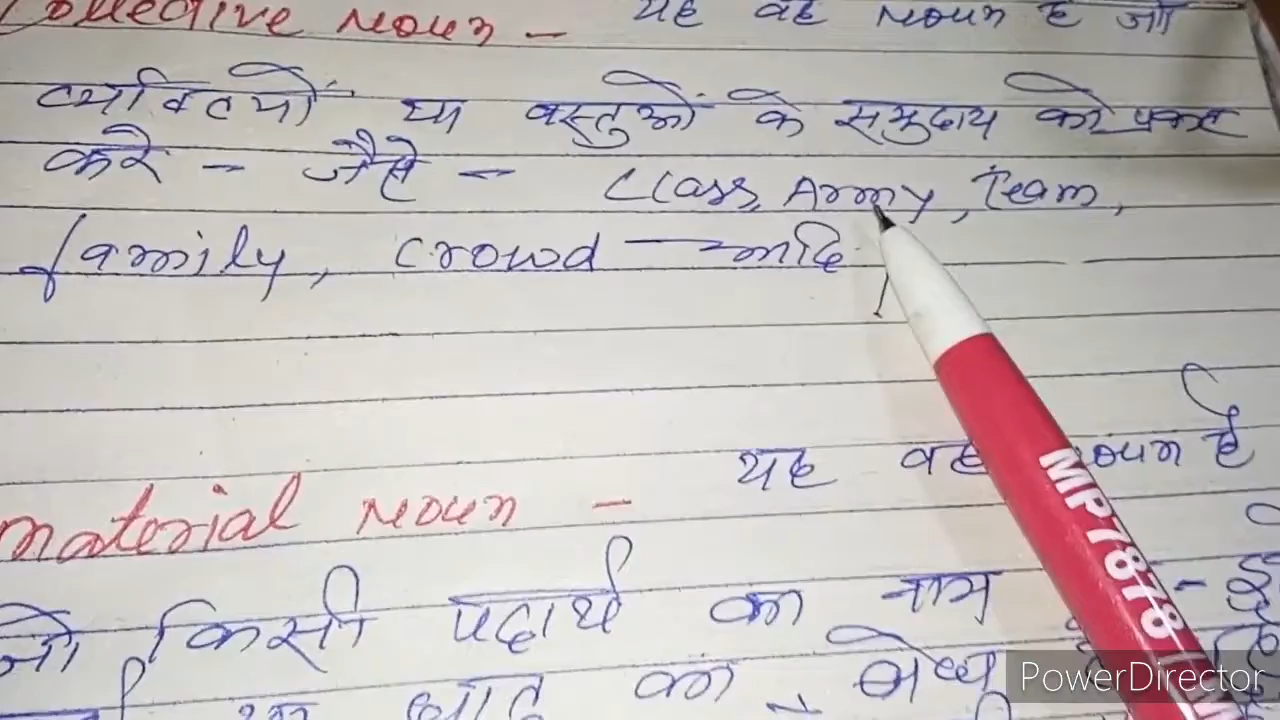 Collective Noun - यह वह Noun है जो
व्यक्तियों या वस्तुओं के समुदाय को प्रकट
करे - जैसे - Class, Army, Team,
family, crowd — आदि
यह वह Noun है
material Noun -
जो किसी पदार्थ का नाम
धातु का बोध
MP7878
PowerDirector